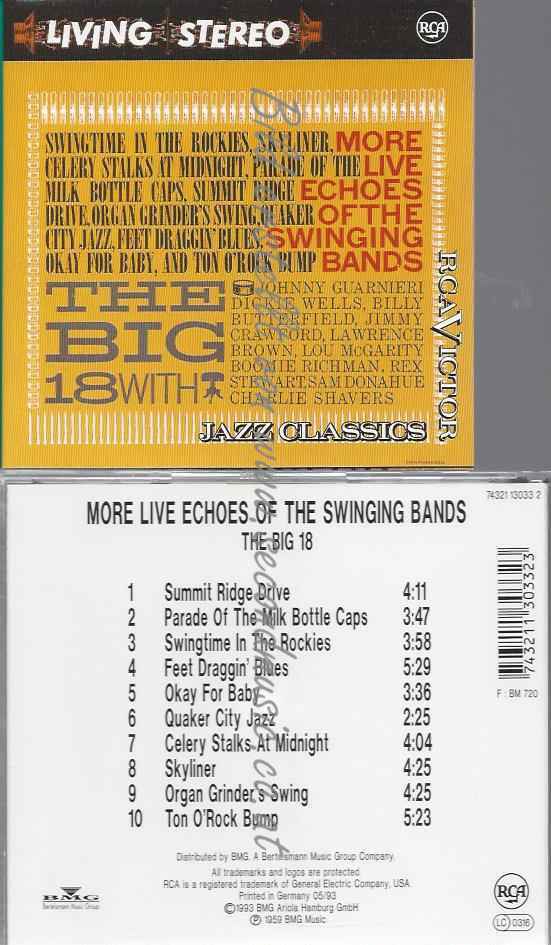 LIVING STEREO
RCA
SWINGTIME IN THE ROCKIES, SKYLINER, MORE
CELERY STALKS AT MIDNIGHT, PARADE OF THE LIVE
MILK BOTTLE CAPS, SUMMIT RIDGE ECHOES
DRIVE, ORGAN GRINDER'S SWING, QUAKER OF THE
CITY JAZZ, FEET DRAGGIN' BLUES, SWINGING
OKAY FOR BABY, AND TON O'ROCK BUMP BANDS
THE
BIG
18 WITH
JOHNNY GUARNIERI
DICKIE WELLS, BILLY
BUTTERFIELD, JIMMY
CRAWFORD, LAWRENCE
BROWN, LOU McGARITY
BOOMIE RICHMAN, REX
STEWART, SAM DONAHUE
CHARLIE SHAVERS
RCA VICTOR
JAZZ CLASSICS
74321 13033 2
MORE LIVE ECHOES OF THE SWINGING BANDS
THE BIG 18
1 Summit Ridge Drive 4:11
2 Parade Of The Milk Bottle Caps 3:47
3 Swingtime In The Rockies 3:58
4 Feet Draggin' Blues 5:29
5 Okay For Baby 3:36
6 Quaker City Jazz 2:25
7 Celery Stalks At Midnight 4:04
8 Skyliner 4:25
9 Organ Grinder's Swing 4:25
10 Ton O'Rock Bump 5:23
743211 303323
F : BM 720
Distributed by BMG. A Bertelsmann Music Group Company.
All trademarks and logos are protected.
RCA is a registered trademark of General Electric Company, USA
Printed in Germany 05/93
©1993 BMG Ariola Hamburg GmbH
℗ 1959 BMG Music
BMG
Bertelsmann Music Group
RCA
LC 0316